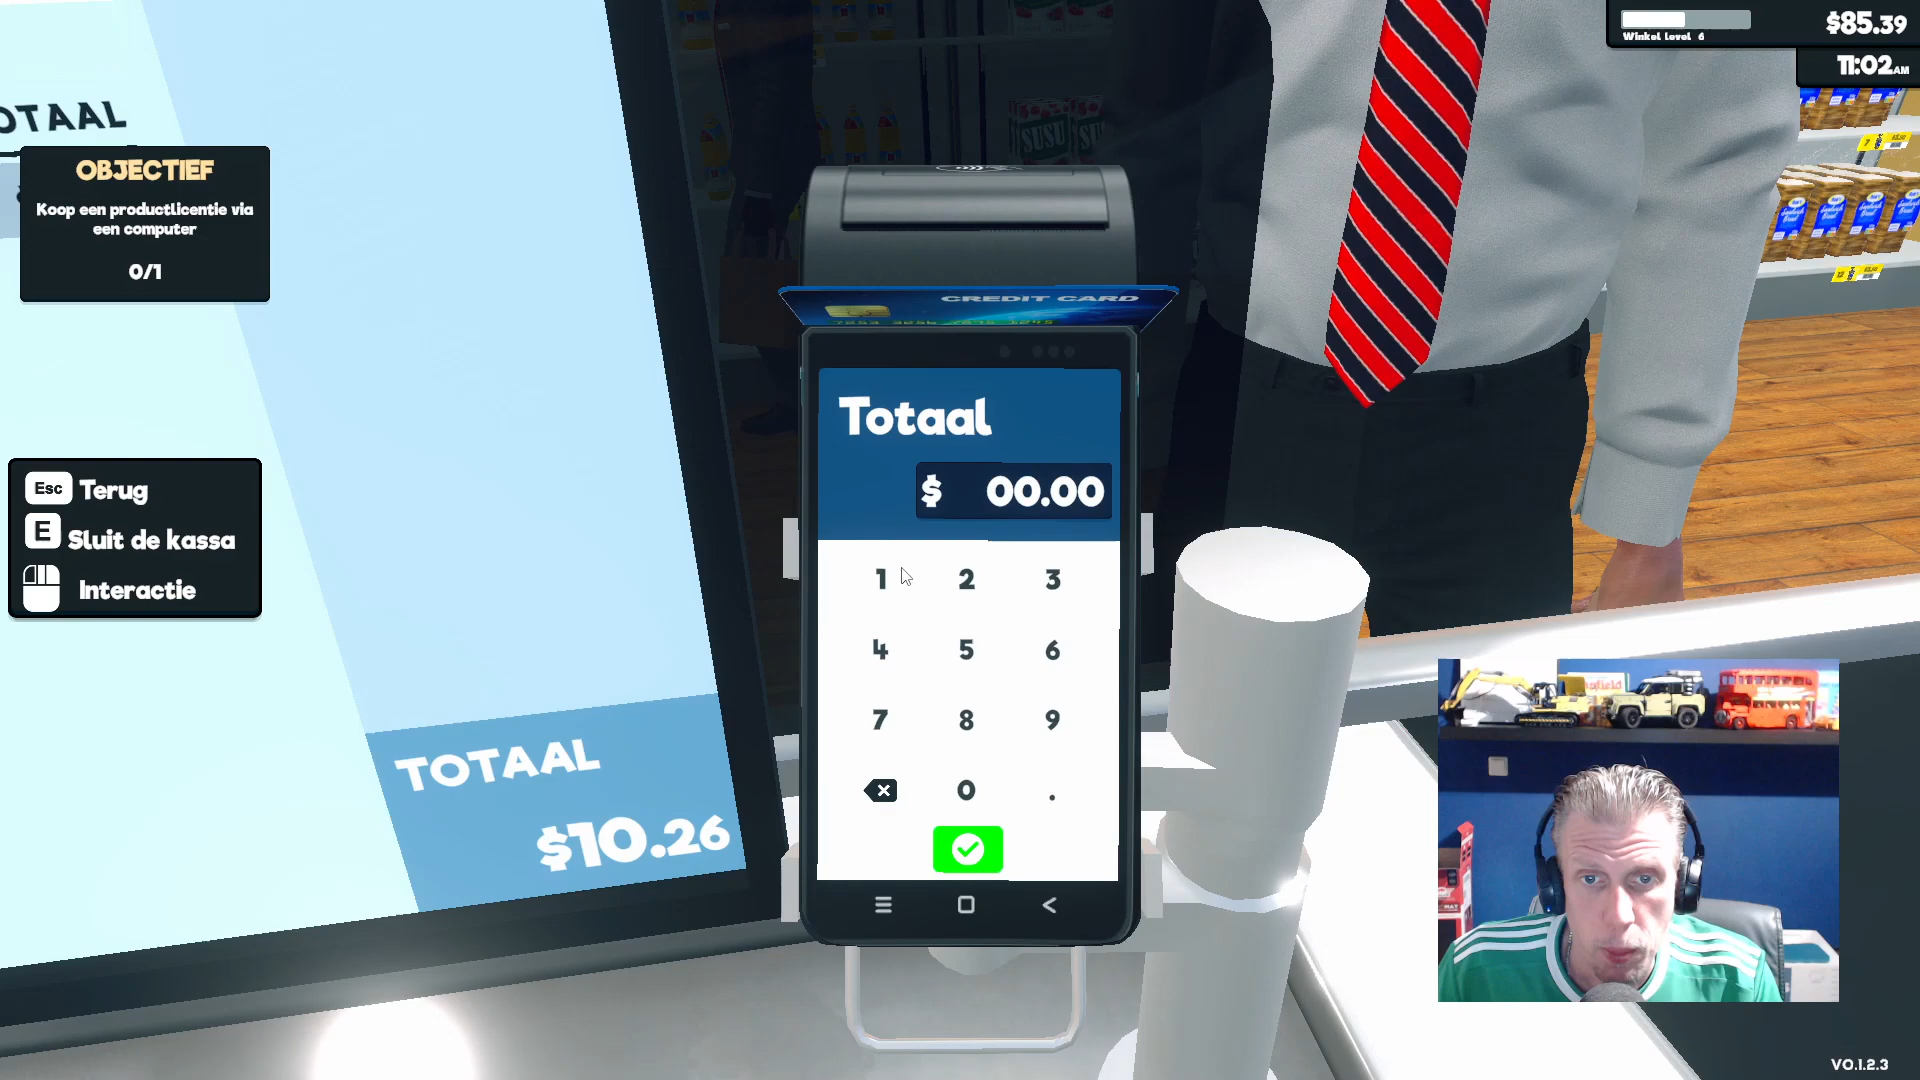 OTAAL
OBJECTIEF
Koop een productlicentie via
een computer
0/1
Esc Terug
E Sluit de kassa
Interactie
TOTAAL
$10.26
SUSU
CREDIT CARD
Totaal
$ 00.00
1 2 3
4 5 6
7 8 9
0 .
Winkel level 6
$85.39
11:02AM
V0.1.2.3